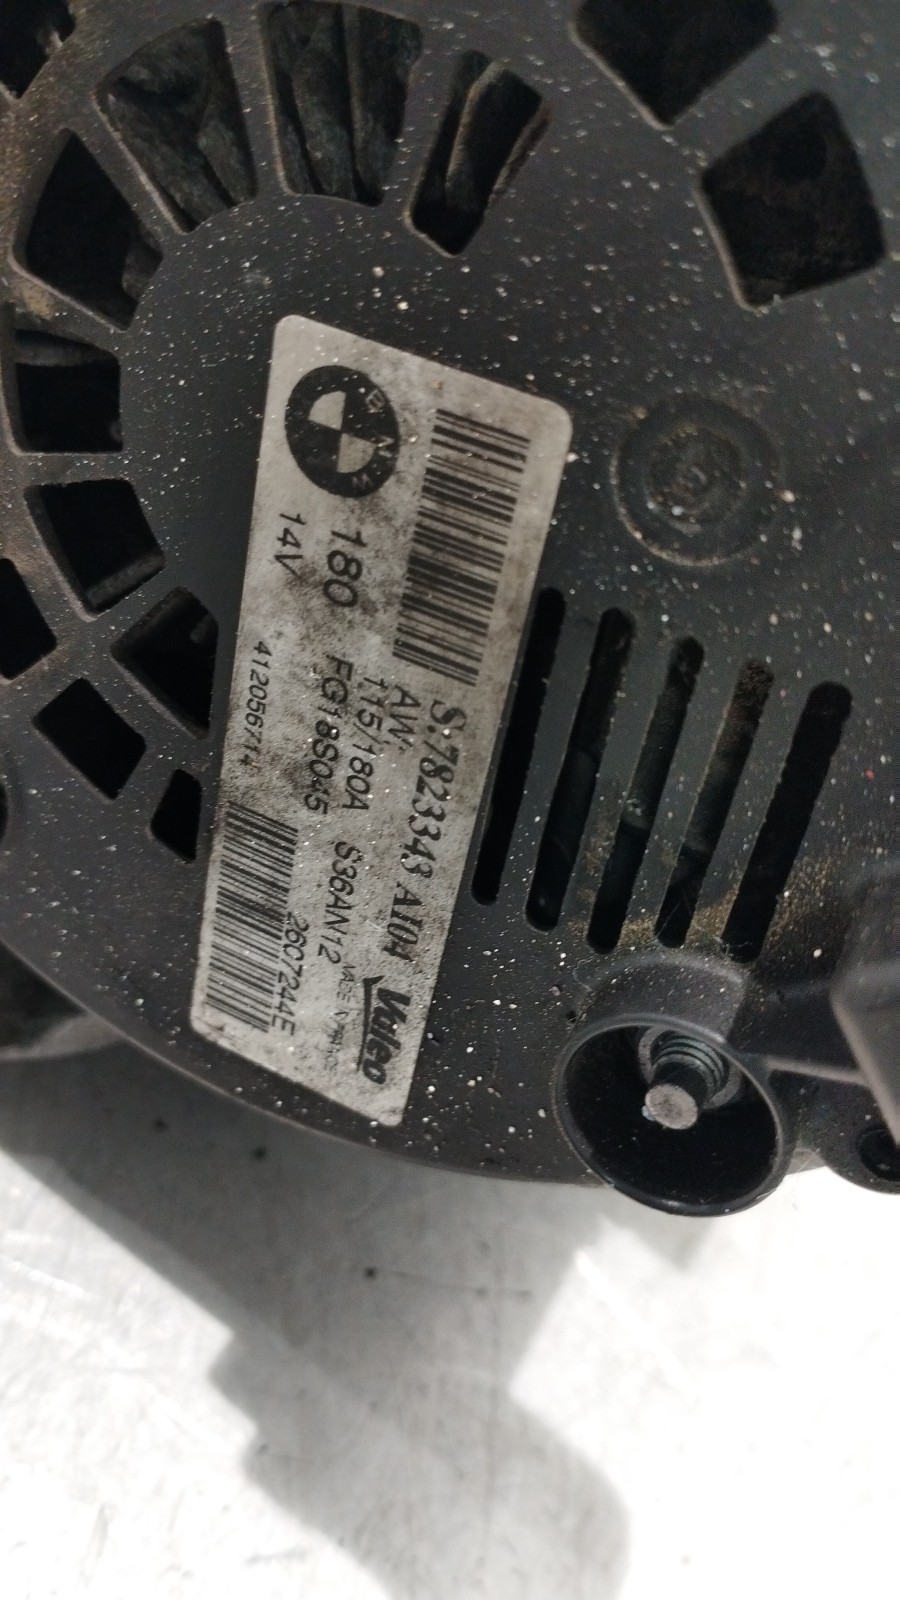 BMW
S:7823343 AI04
AW:
115/180A S36AN12
180 FG18S045
14V
Valeo
2607244E
412056714